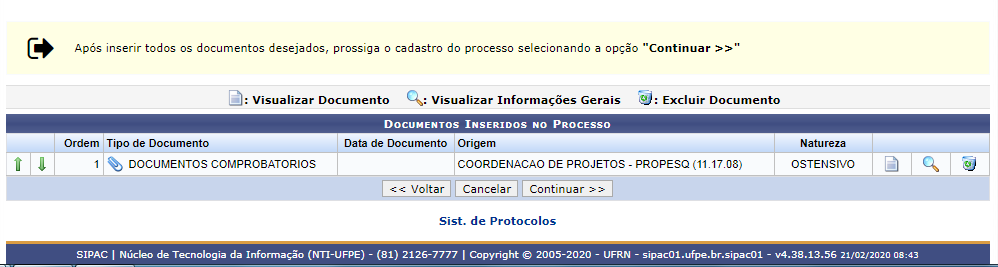 Após inserir todos os documentos desejados, prossiga o cadastro do processo selecionando a opção "Continuar >>"
: Visualizar Documento : Visualizar Informações Gerais : Excluir Documento
Documentos Inseridos no Processo
Ordem Tipo de Documento Data de Documento Origem Natureza
1 DOCUMENTOS COMPROBATORIOS COORDENACAO DE PROJETOS - PROPESQ (11.17.08) OSTENSIVO
<< Voltar Cancelar Continuar >>
Sist. de Protocolos
SIPAC | Núcleo de Tecnologia da Informação (NTI-UFPE) - (81) 2126-7777 | Copyright © 2005-2020 - UFRN - sipac01.ufpe.br.sipac01 - v4.38.13.56 21/02/2020 08:43